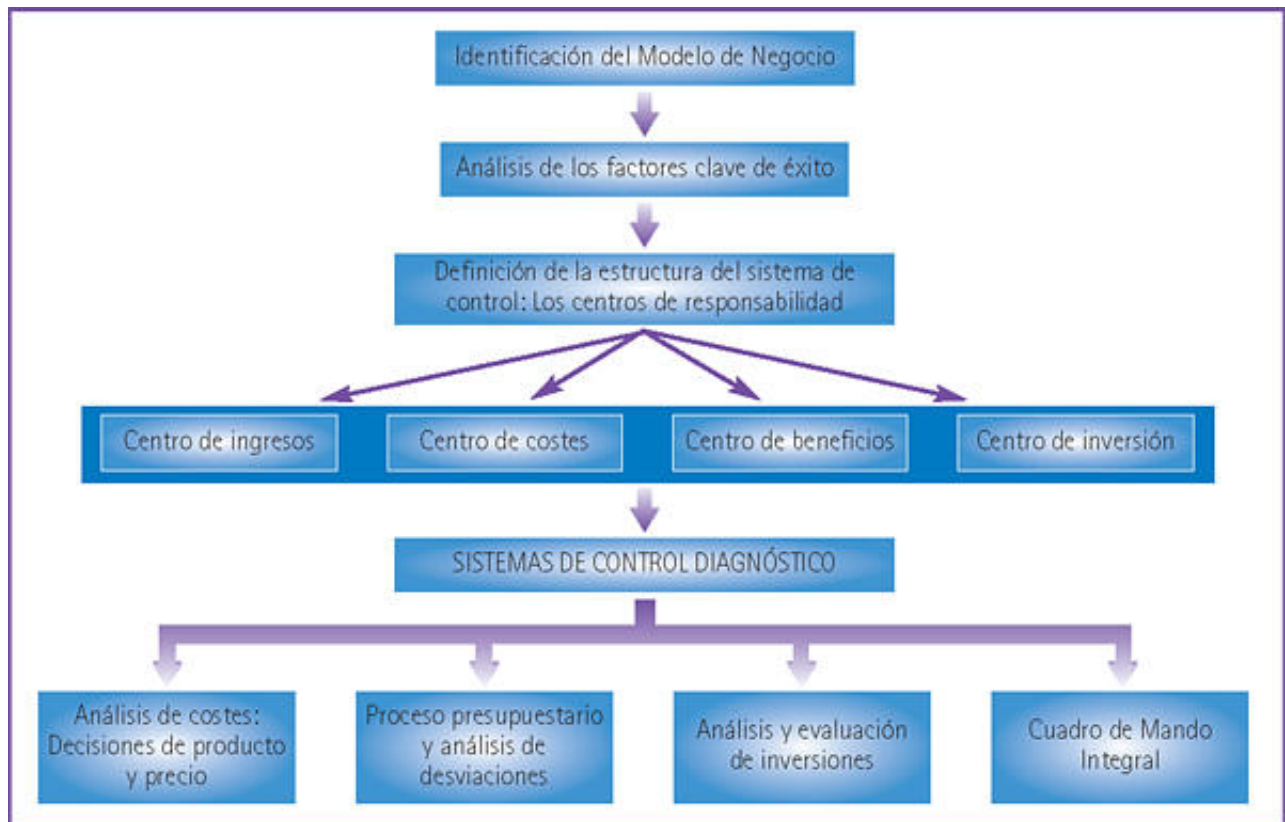 Identificación del Modelo de Negocio
Análisis de los factores clave de éxito
Definición de la estructura del sistema de
control: Los centros de responsabilidad
Centro de ingresos
Centro de costes
Centro de beneficios
Centro de inversión
SISTEMAS DE CONTROL DIAGNÓSTICO
Análisis de costes:
Decisiones de producto
y precio
Proceso presupuestario
y análisis de
desviaciones
Análisis y evaluación
de inversiones
Cuadro de Mando
Integral